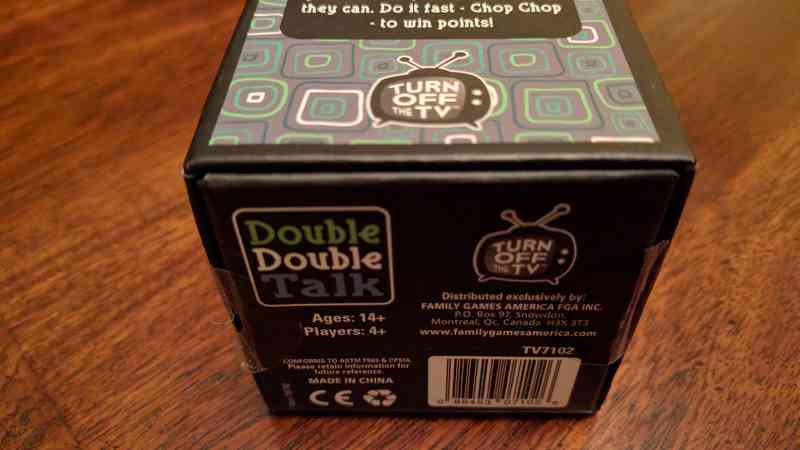 they can. Do it fast - Chop Chop
- to win points!
TURN
OFF
THE TV™
Double
Double
Talk
Ages: 14+
Players: 4+
TURN
OFF
THE TV™
Distributed exclusively by:
FAMILY GAMES AMERICA FGA INC.
P.O. Box 97, Snowdon,
Montreal, Qc, Canada H3X 3T3
www.familygamesamerica.com
TV7102
CONFORMS TO ASTM F963 & CPSIA.
Please retain information for
future reference.
MADE IN CHINA
CE